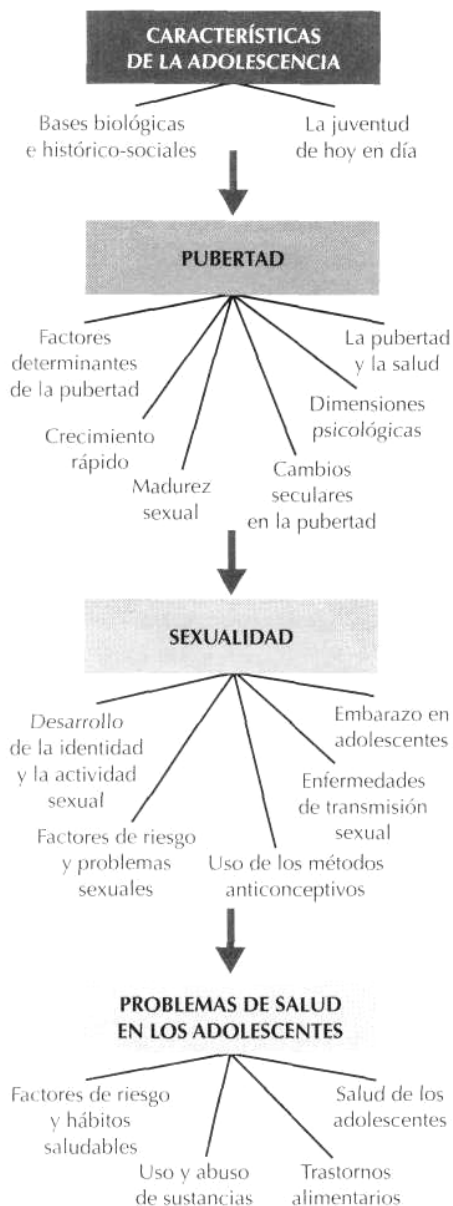 CARACTERÍSTICAS
DE LA ADOLESCENCIA
Bases biológicas
e histórico-sociales
La juventud
de hoy en día
PUBERTAD
Factores
determinantes
de la pubertad
Crecimiento
rápido
Madurez
sexual
Cambios
seculares
en la pubertad
Dimensiones
psicológicas
La pubertad
y la salud
SEXUALIDAD
Desarrollo
de la identidad
y la actividad
sexual
Factores de riesgo
y problemas
sexuales
Uso de los métodos
anticonceptivos
Enfermedades
de transmisión
sexual
Embarazo en
adolescentes
PROBLEMAS DE SALUD
EN LOS ADOLESCENTES
Factores de riesgo
y hábitos
saludables
Uso y abuso
de sustancias
Trastornos
alimentarios
Salud de los
adolescentes